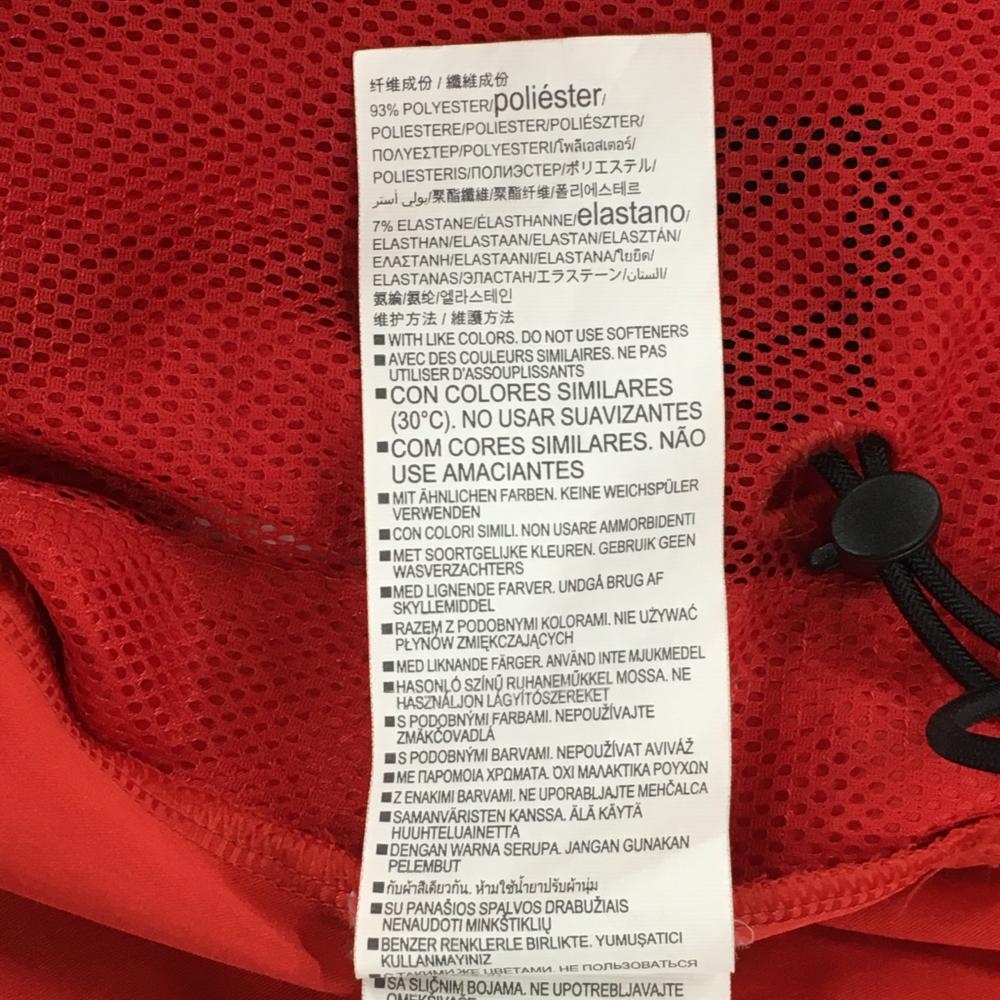 纤维成份 / 纖維成份
93% POLYESTER/poliéster/
POLIESTERE/POLIESTER/POLIÉSZTER/
ΠΟΛΥΕΣΤΕΡ/POLYESTERI/โพลีเอสเตอร์/
POLIESTERIS/ПОЛИЭСТЕР/ポリエステル/
بولي أستر/聚酯纖維/聚酯纤维/폴리에스테르
7% ELASTANE/ÉLASTHANNE/elastano/
ELASTHAN/ELASTAAN/ELASTAN/ELASZTÁN/
ΕΛΑΣΤΑΝΗ/ELASTAANI/ELASTANA/ใยยืด/
ELASTANAS/ЭЛАСТАН/エラステーン/الستان/
氨綸/氨纶/엘라스테인
维护方法 / 維護方法
■WITH LIKE COLORS. DO NOT USE SOFTENERS
■AVEC DES COULEURS SIMILAIRES. NE PAS
UTILISER D'ASSOUPLISSANTS
■CON COLORES SIMILARES
(30°C). NO USAR SUAVIZANTES
■COM CORES SIMILARES. NÃO
USE AMACIANTES
■MIT ÄHNLICHEN FARBEN. KEINE WEICHSPÜLER
VERWENDEN
■CON COLORI SIMILI. NON USARE AMMORBIDENTI
■MET SOORTGELIJKE KLEUREN. GEBRUIK GEEN
WASVERZACHTERS
■MED LIGNENDE FARVER. UNDGÅ BRUG AF
SKYLLEMIDDEL
■RAZEM Z PODOBNYMI KOLORAMI. NIE UŻYWAĆ
PŁYNÓW ZMIĘKCZAJĄCYCH
■MED LIKNANDE FÄRGER. ANVÄND INTE MJUKMEDEL
■HASONLÓ SZÍNŰ RUHANEMŰKKEL MOSSA. NE
HASZNÁLJON LÁGYÍTÓSZEREKET
■S PODOBNÝMI FARBAMI. NEPOUŽÍVAJTE
ZMÄKČOVADLÁ
■S PODOBNÝMI BARVAMI. NEPOUŽÍVAT AVIVÁŽ
■ΜΕ ΠΑΡΟΜΟΙΑ ΧΡΩΜΑΤΑ. ΌΧΙ ΜΑΛΑΚΤΙΚΑ ΡΟΥΧΩΝ
■Z ENAKIMI BARVAMI. NE UPORABLJAJTE MEHČALCA
■SAMANVÄRISTEN KANSSA. ÄLÄ KÄYTÄ
HUUHTELUAINETTA
■DENGAN WARNA SERUPA. JANGAN GUNAKAN
PELEMBUT
■กับผ้าสีเดียวกัน. ห้ามใช้น้ำยาปรับผ้านุ่ม
■SU PANAŠIOS SPALVOS DRABUŽIAIS
NENAUDOTI MINKŠTIKLIŲ
■BENZER RENKLERLE BIRLIKTE. YUMUŞATICI
KULLANMAYINIZ
■С ТАКИМИ ЖЕ ЦВЕТАМИ. НЕ ПОЛЬЗОВАТЬСЯ
■SA SLIČNIM BOJAMA. NE UPOTREBLJAVAJTE
OMEKŠIVAČE